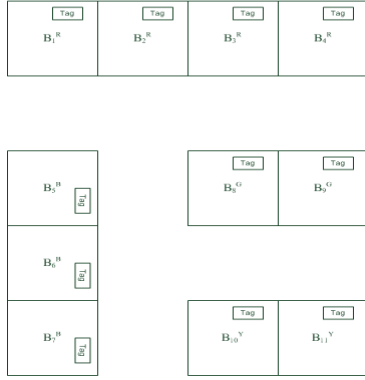 Tag Tag Tag Tag
B₁ᴿ B₂ᴿ B₃ᴿ B₄ᴿ
Tag Tag
B₅ᴮ B₈ᴳ B₉ᴳ
Tag
B₆ᴮ
Tag
Tag Tag
B₇ᴮ B₁₀ʸ B₁₁ʸ
Tag